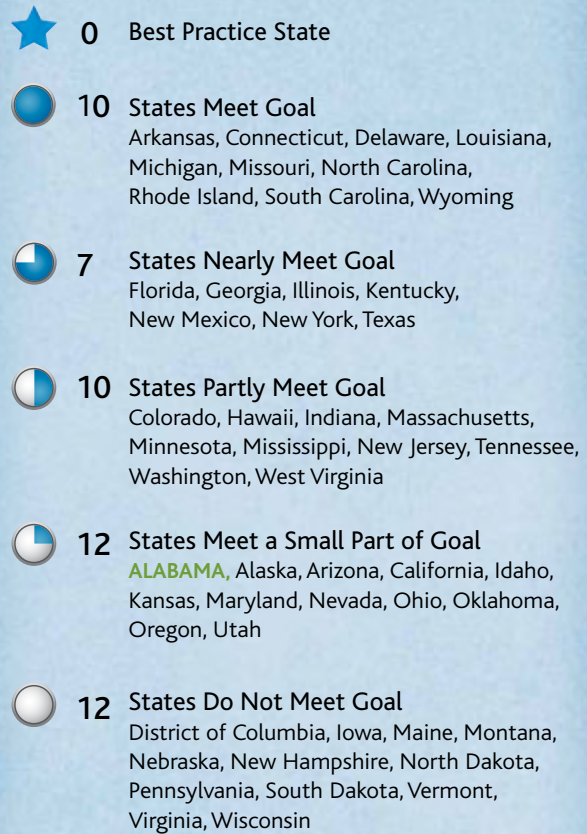 0 Best Practice State
10 States Meet Goal
Arkansas, Connecticut, Delaware, Louisiana,
Michigan, Missouri, North Carolina,
Rhode Island, South Carolina, Wyoming
7 States Nearly Meet Goal
Florida, Georgia, Illinois, Kentucky,
New Mexico, New York, Texas
10 States Partly Meet Goal
Colorado, Hawaii, Indiana, Massachusetts,
Minnesota, Mississippi, New Jersey, Tennessee,
Washington, West Virginia
12 States Meet a Small Part of Goal
ALABAMA, Alaska, Arizona, California, Idaho,
Kansas, Maryland, Nevada, Ohio, Oklahoma,
Oregon, Utah
12 States Do Not Meet Goal
District of Columbia, Iowa, Maine, Montana,
Nebraska, New Hampshire, North Dakota,
Pennsylvania, South Dakota, Vermont,
Virginia, Wisconsin